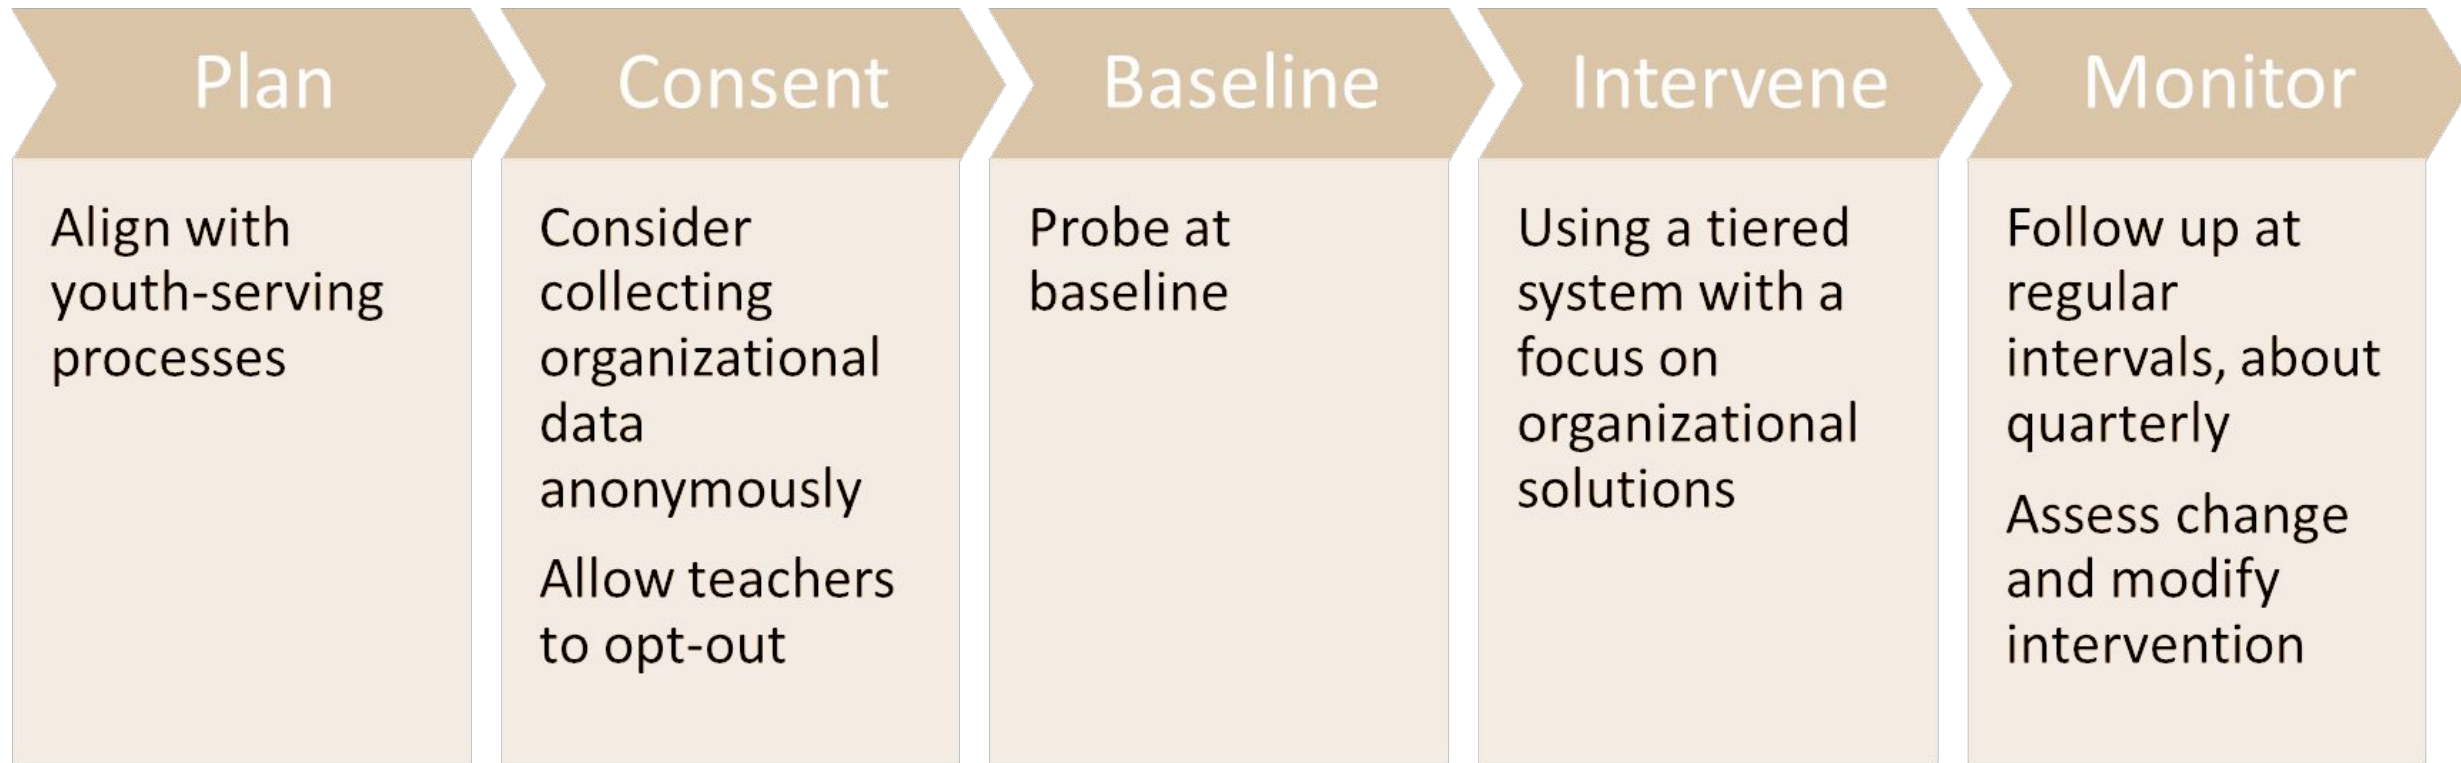 Plan
Align with
youth-serving
processes
Consent
Consider
collecting
organizational
data
anonymously
Allow teachers
to opt-out
Baseline
Probe at
baseline
Intervene
Using a tiered
system with a
focus on
organizational
solutions
Monitor
Follow up at
regular
intervals, about
quarterly
Assess change
and modify
intervention